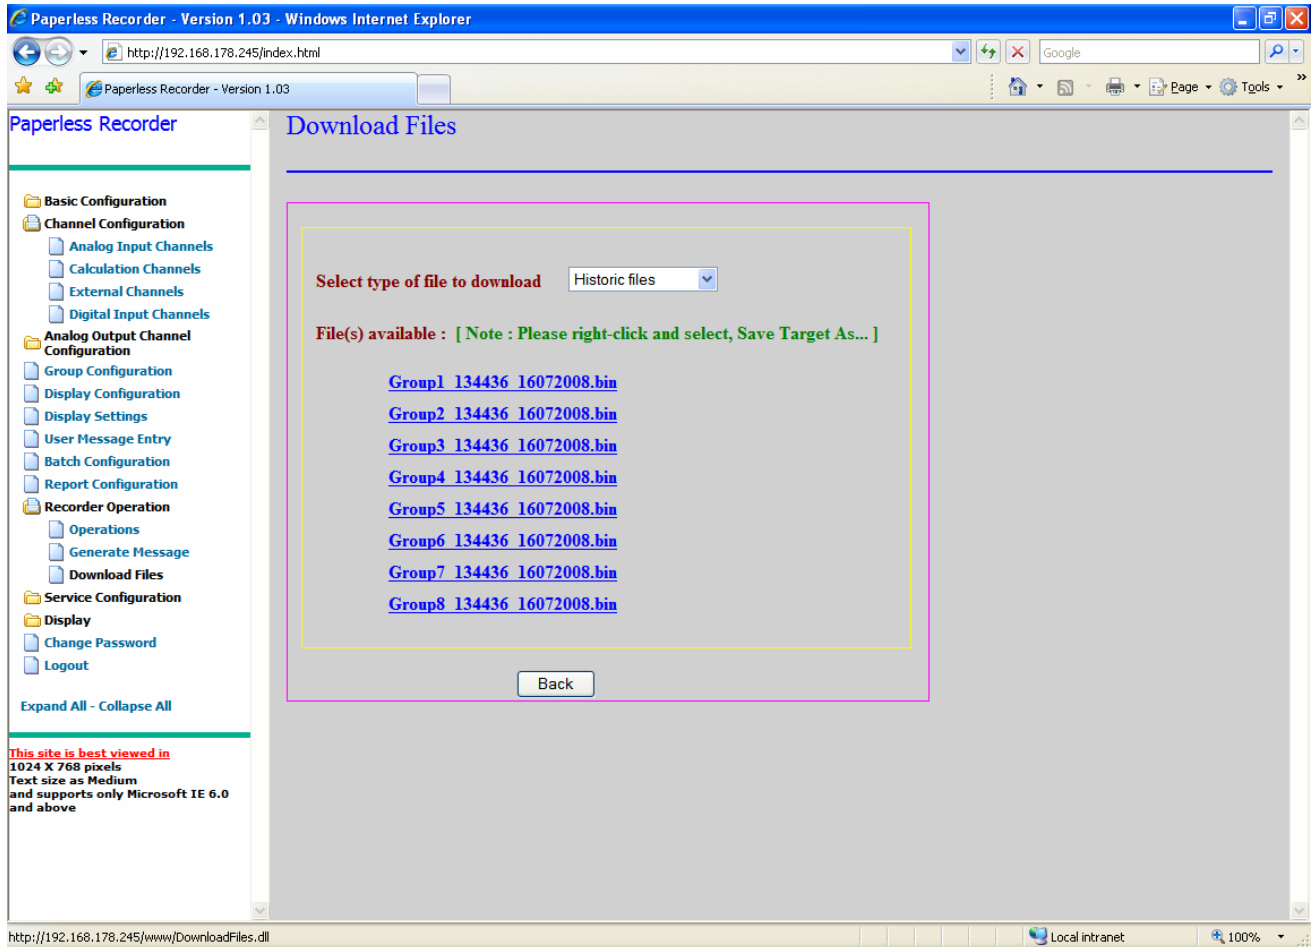 Paperless Recorder - Version 1.03 - Windows Internet Explorer
http://192.168.178.245/index.html
Google
Paperless Recorder - Version 1.03
Page
Tools
»
Paperless Recorder
Basic Configuration
Channel Configuration
Analog Input Channels
Calculation Channels
External Channels
Digital Input Channels
Analog Output Channel
Configuration
Group Configuration
Display Configuration
Display Settings
User Message Entry
Batch Configuration
Report Configuration
Recorder Operation
Operations
Generate Message
Download Files
Service Configuration
Display
Change Password
Logout
Expand All - Collapse All
This site is best viewed in
1024 X 768 pixels
Text size as Medium
and supports only Microsoft IE 6.0
and above
Download Files
Select type of file to download Historic files
File(s) available : [ Note : Please right-click and select, Save Target As... ]
Group1_134436_16072008.bin
Group2_134436_16072008.bin
Group3_134436_16072008.bin
Group4_134436_16072008.bin
Group5_134436_16072008.bin
Group6_134436_16072008.bin
Group7_134436_16072008.bin
Group8_134436_16072008.bin
Back
http://192.168.178.245/www/DownloadFiles.dll
Local intranet
100%